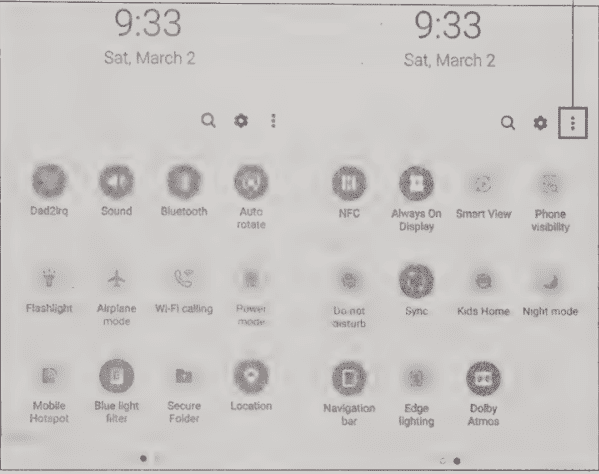 9:33
Sat, March 2
Dad2lrq
Sound
Bluetooth
Auto
rotate
Flashlight
Airplane
mode
Wi-Fi calling
Power
mode
Mobile
Hotspot
Blue light
filter
Secure
Folder
Location
9:33
Sat, March 2
NFC
Always On
Display
Smart View
Phone
visibility
Do not
disturb
Sync
Kids Home
Night mode
Navigation
bar
Edge
lighting
Dolby
Atmos